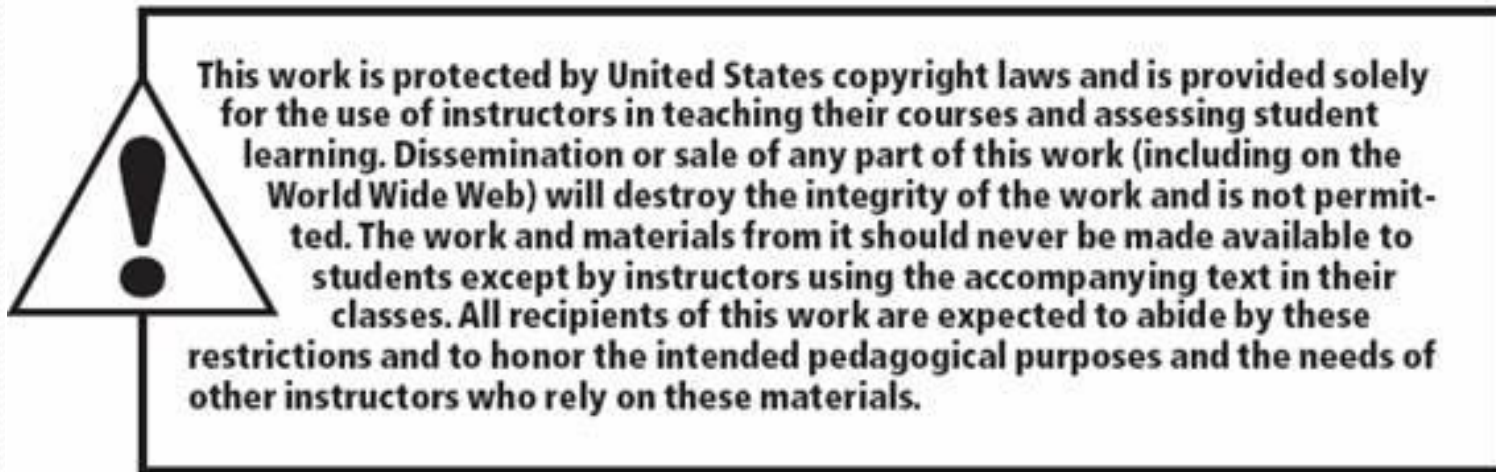 This work is protected by United States copyright laws and is provided solely
for the use of instructors in teaching their courses and assessing student
learning. Dissemination or sale of any part of this work (including on the
World Wide Web) will destroy the integrity of the work and is not permit-
ted. The work and materials from it should never be made available to
students except by instructors using the accompanying text in their
classes. All recipients of this work are expected to abide by these
restrictions and to honor the intended pedagogical purposes and the needs of
other instructors who rely on these materials.